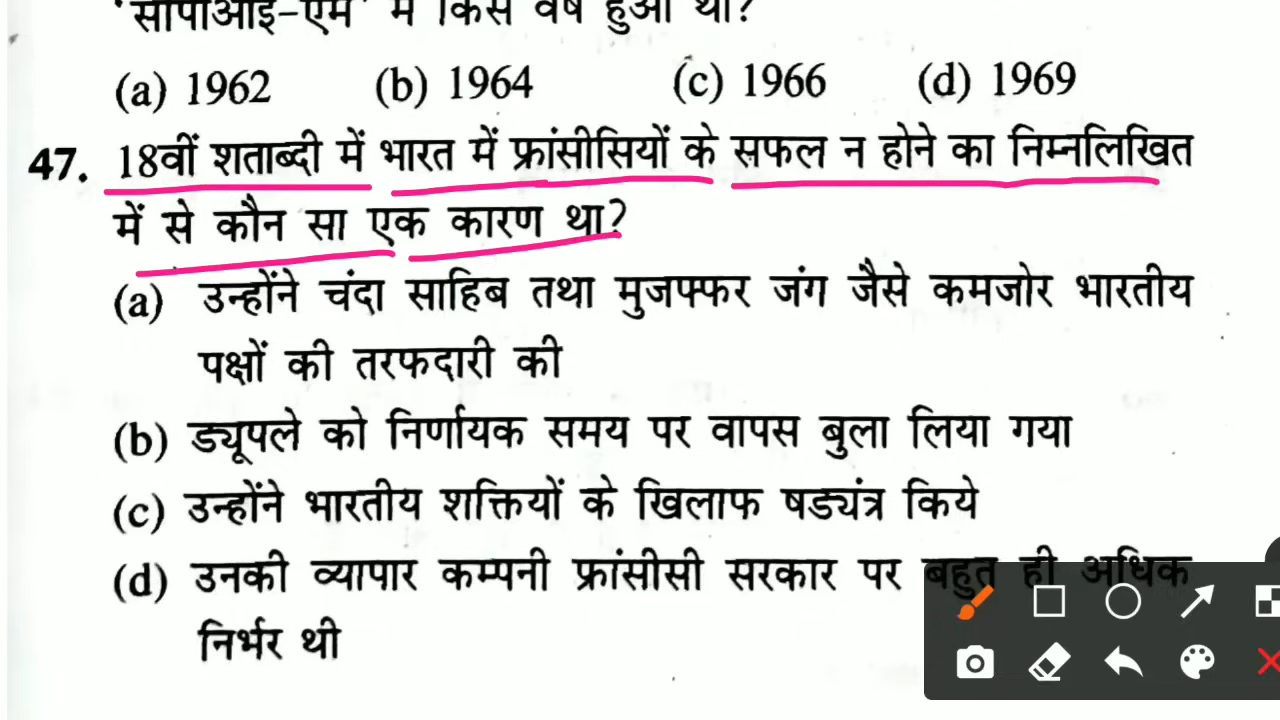 'सीपीआई-एम' में किस वर्ष हुआ था?
(a) 1962 (b) 1964 (c) 1966 (d) 1969
47. 18वीं शताब्दी में भारत में फ्रांसीसियों के सफल न होने का निम्नलिखित
में से कौन सा एक कारण था?
(a) उन्होंने चंदा साहिब तथा मुजफ्फर जंग जैसे कमजोर भारतीय
पक्षों की तरफदारी की
(b) ड्यूपले को निर्णायक समय पर वापस बुला लिया गया
(c) उन्होंने भारतीय शक्तियों के खिलाफ षड्यंत्र किये
(d) उनकी व्यापार कम्पनी फ्रांसीसी सरकार पर बहुत ही अधिक
निर्भर थी